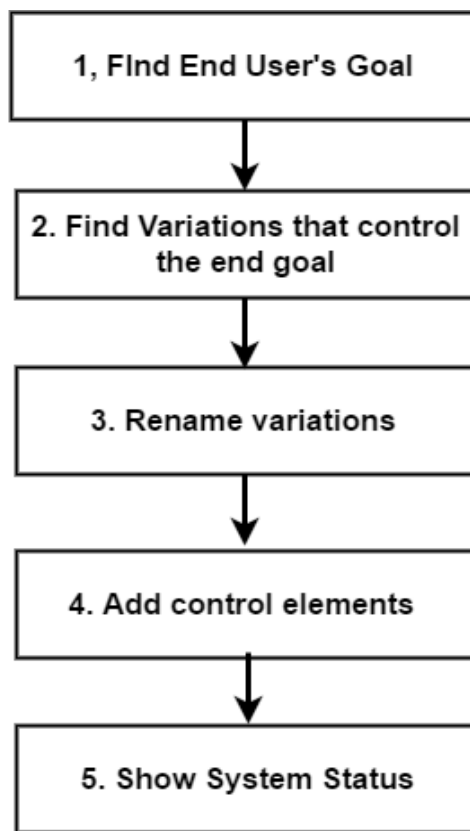 1, FInd End User's Goal
2. Find Variations that control
the end goal
3. Rename variations
4. Add control elements
5. Show System Status